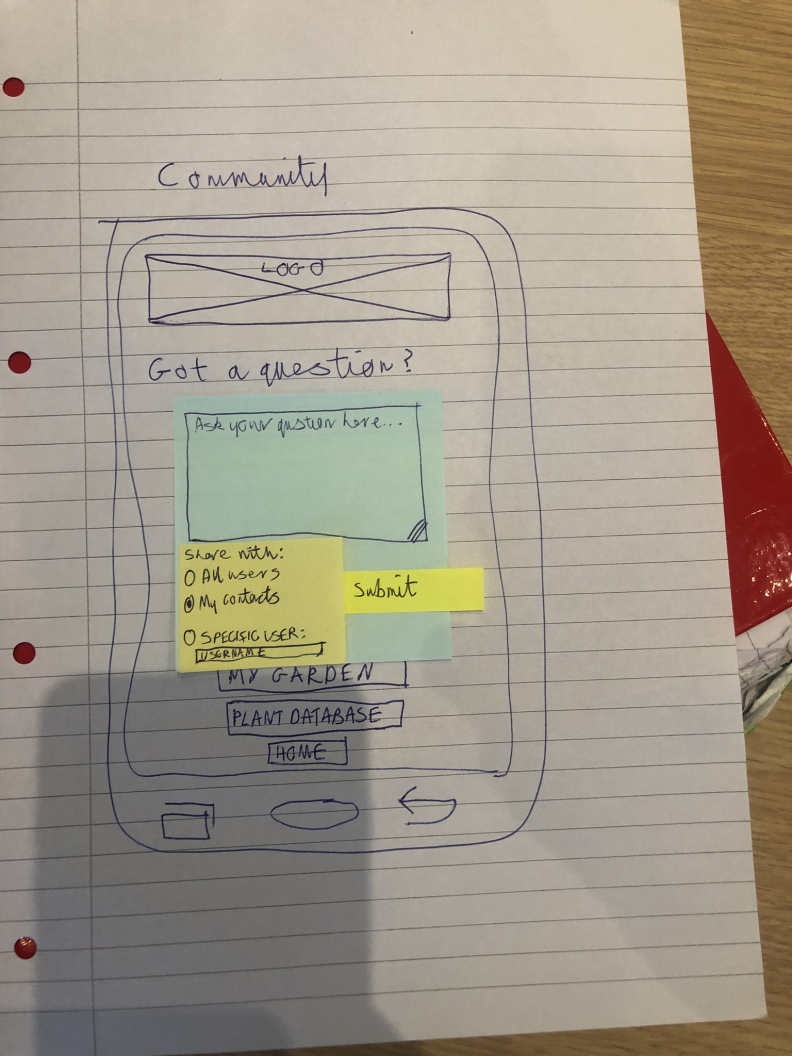 Community
LOGO
Got a question?
Ask your qustion here...
Share with:
All users
My contacts
Submit
SPECIFIC USER:
USERNAME
MY GARDEN
PLANT DATABASE
HOME